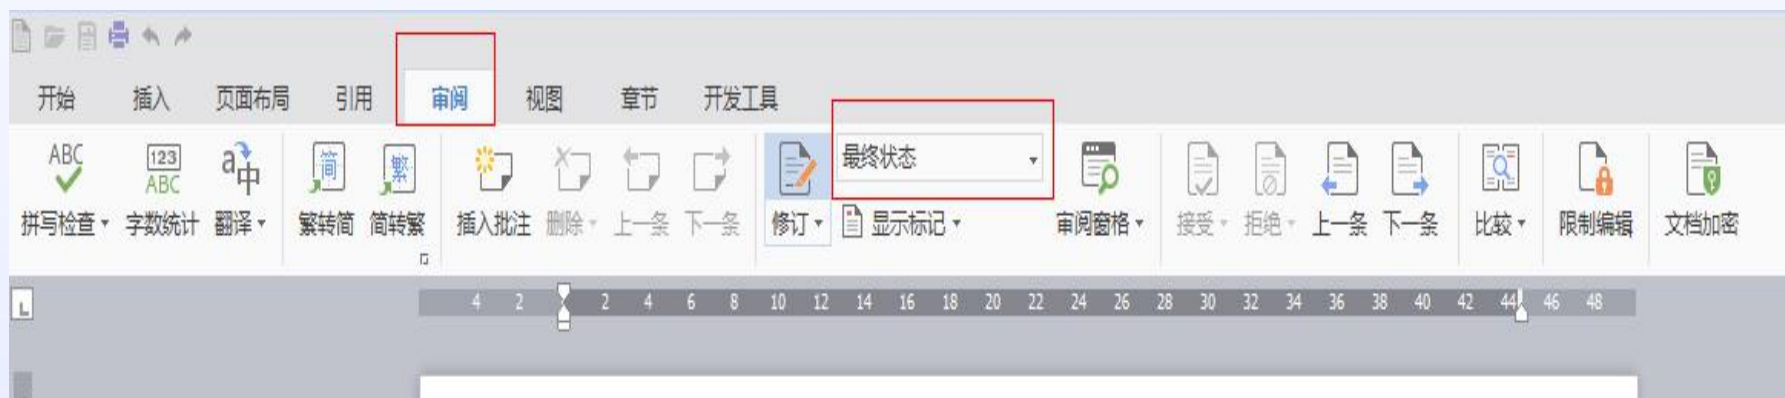 开始 插入 页面布局 引用 审阅 视图 章节 开发工具
ABC 123 ABC a中 简 繁 最终状态
拼写检查 字数统计 翻译 繁转简 简转繁 插入批注 删除 上一条 下一条 修订 显示标记 审阅窗格 接受 拒绝 上一条 下一条 比较 限制编辑 文档加密
L 4 2 2 4 6 8 10 12 14 16 18 20 22 24 26 28 30 32 34 36 38 40 42 44 46 48